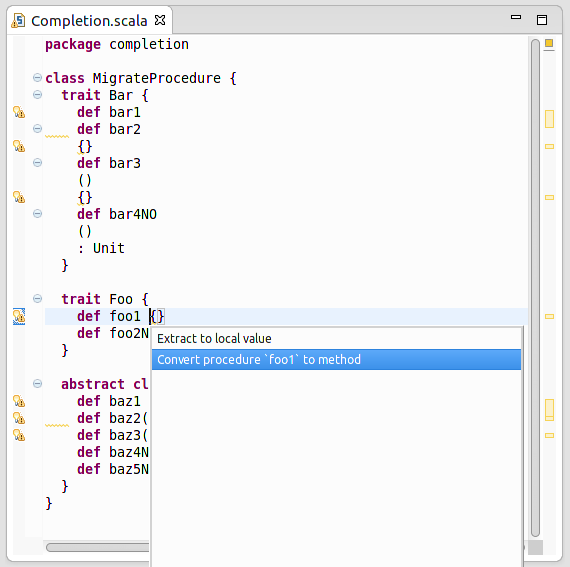 Completion.scala
package completion
class MigrateProcedure {
trait Bar {
def bar1
def bar2
{}
def bar3
()
{}
def bar4NO
()
: Unit
}
trait Foo {
def foo1 {}
def foo2N
Extract to local value
Convert procedure `foo1` to method
}
abstract cl
def baz1
def baz2(
def baz3(
def baz4N
def baz5N
}
}